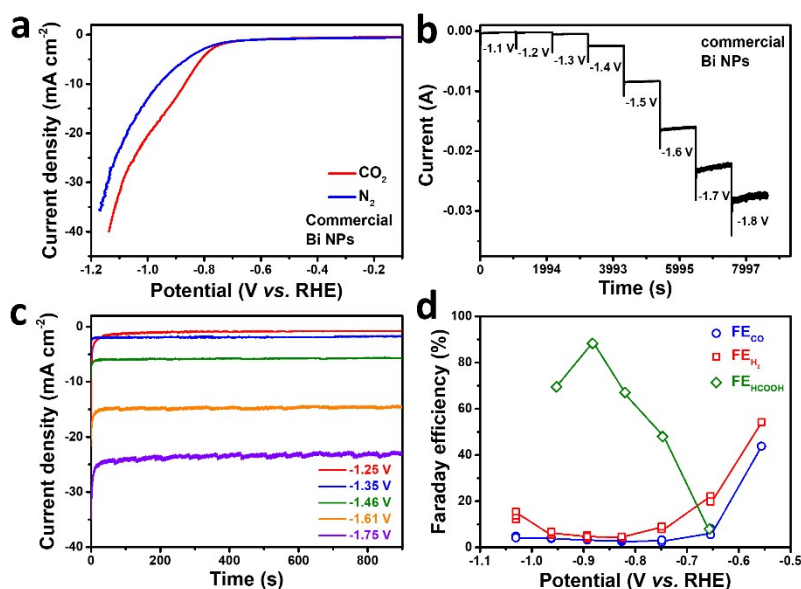 a
Current density (mA cm⁻²)
0
-10
-20
-30
-40
CO₂
N₂
Commercial
Bi NPs
-1.2
-1.0
-0.8
-0.6
-0.4
-0.2
Potential (V vs. RHE)
b
Current (A)
0.00
-0.01
-0.02
-0.03
commercial
Bi NPs
-1.1 V
-1.2 V
-1.3 V
-1.4 V
-1.5 V
-1.6 V
-1.7 V
-1.8 V
0
1994
3993
5995
7997
Time (s)
c
Current density (mA cm⁻²)
0
-10
-20
-30
-40
-1.25 V
-1.35 V
-1.46 V
-1.61 V
-1.75 V
0
200
400
600
800
Time (s)
d
Faraday efficiency (%)
100
80
60
40
20
0
FE_CO
FE_H₂
FE_HCOOH
-1.1
-1.0
-0.9
-0.8
-0.7
-0.6
-0.5
Potential (V vs. RHE)